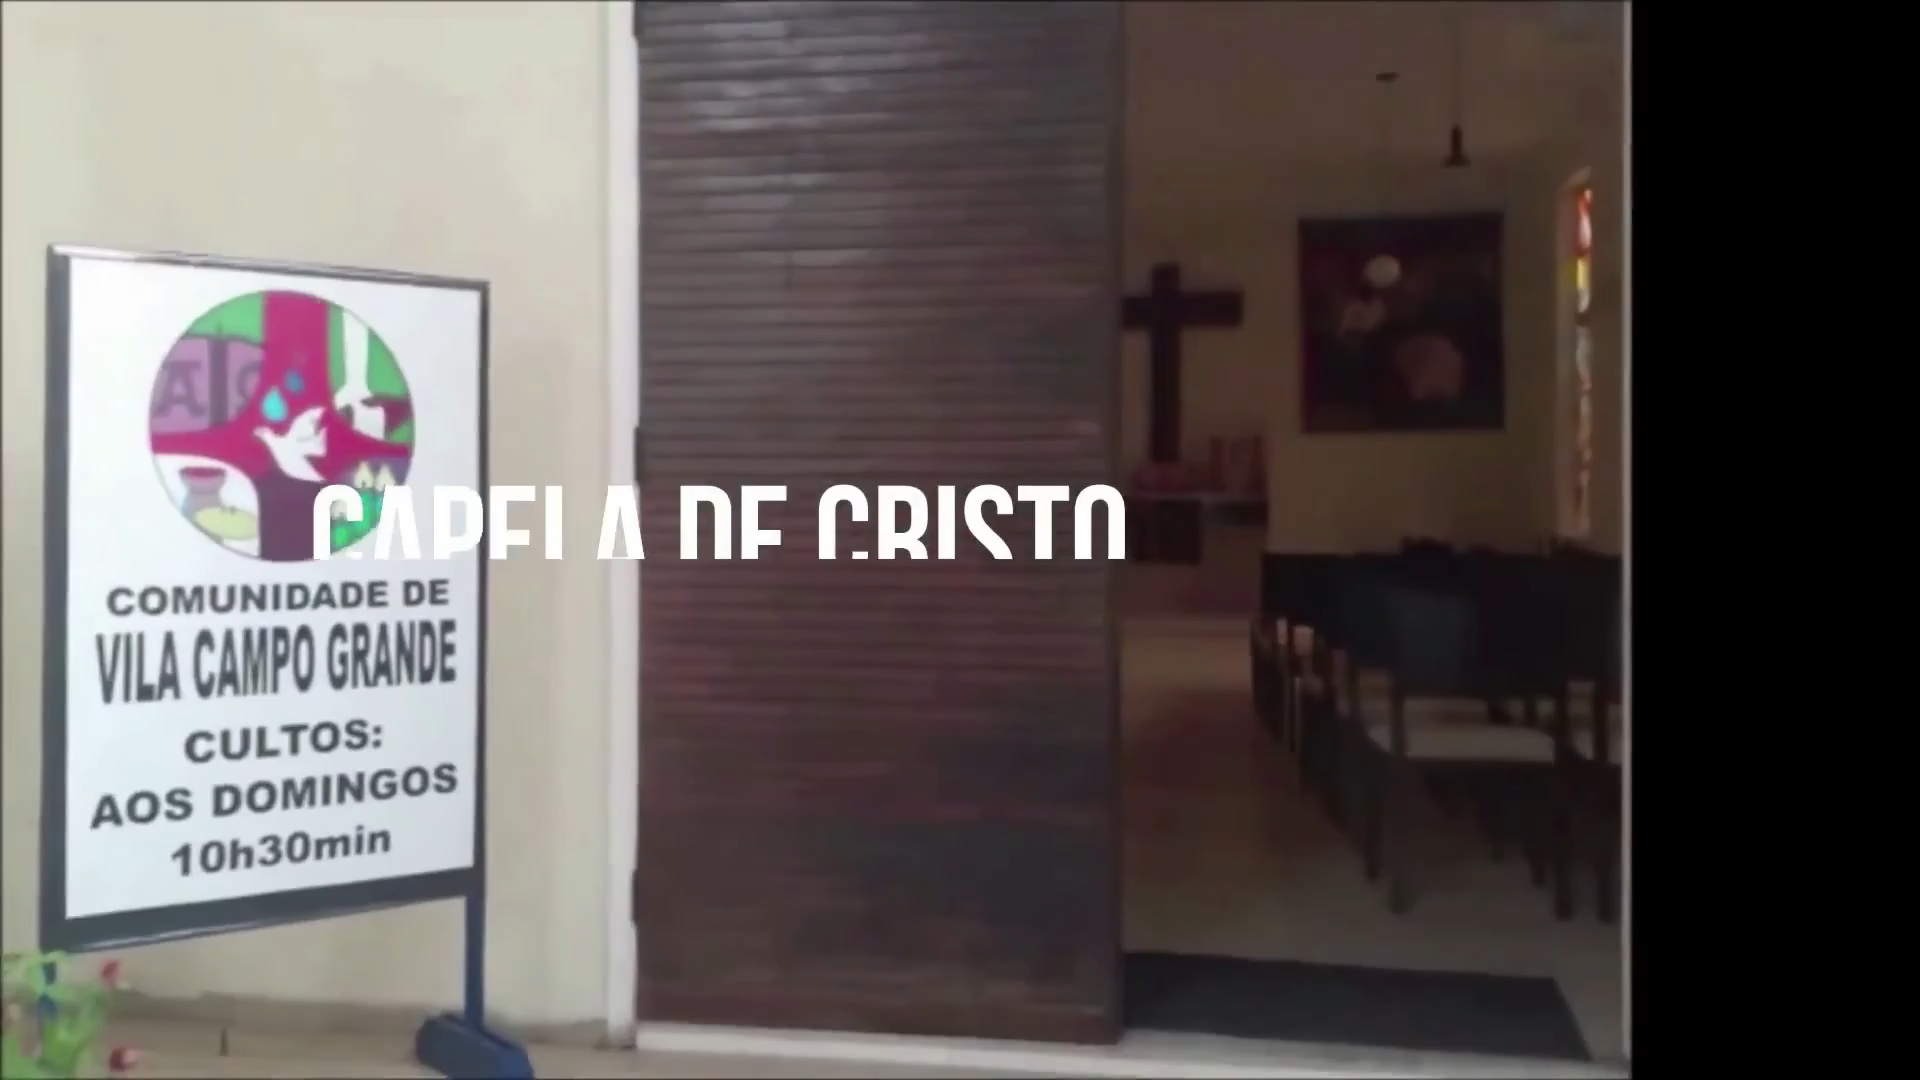 CAPELA DE CRISTO
COMUNIDADE DE
VILA CAMPO GRANDE
CULTOS:
AOS DOMINGOS
10h30min